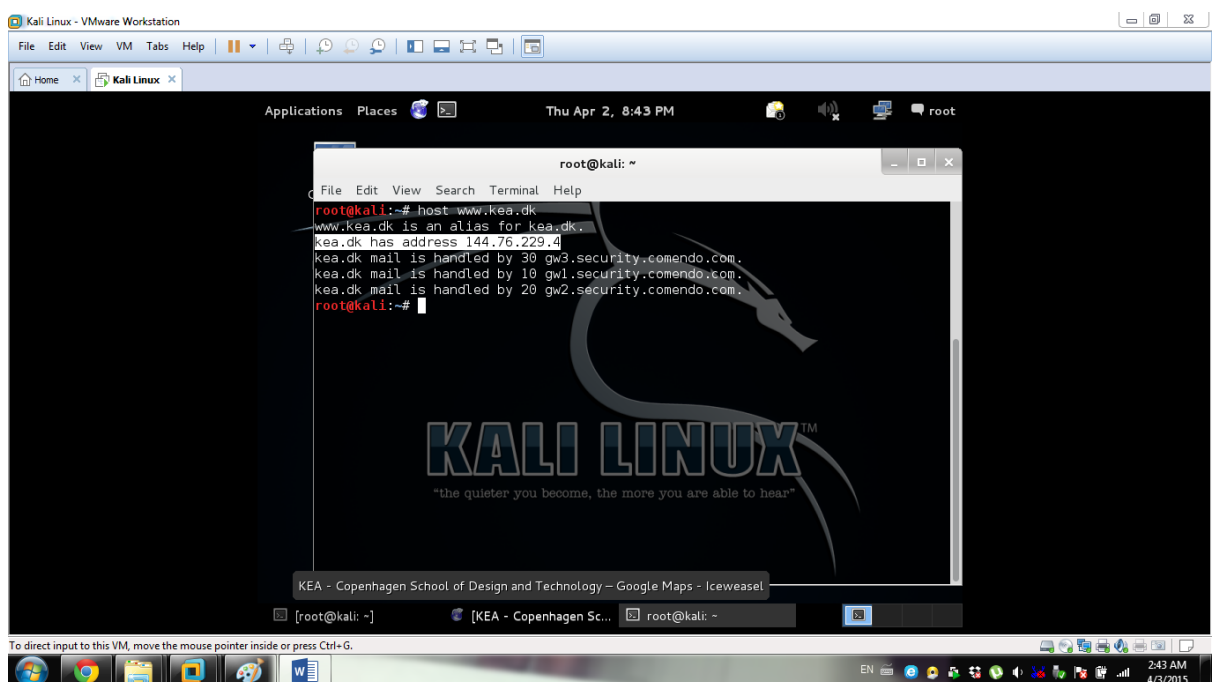 Kali Linux - VMware Workstation
File Edit View VM Tabs Help
Home Kali Linux
Applications Places Thu Apr 2, 8:43 PM root
root@kali: ~
File Edit View Search Terminal Help
root@kali:~# host www.kea.dk
www.kea.dk is an alias for kea.dk.
kea.dk has address 144.76.229.4
kea.dk mail is handled by 30 gw3.security.comendo.com.
kea.dk mail is handled by 10 gw1.security.comendo.com.
kea.dk mail is handled by 20 gw2.security.comendo.com.
root@kali:~#
KALI LINUX TM
"the quieter you become, the more you are able to hear"
KEA - Copenhagen School of Design and Technology — Google Maps - Iceweasel
[root@kali: ~] [KEA - Copenhagen Sc... root@kali: ~
To direct input to this VM, move the mouse pointer inside or press Ctrl+G.
EN 2:43 AM
4/3/2015